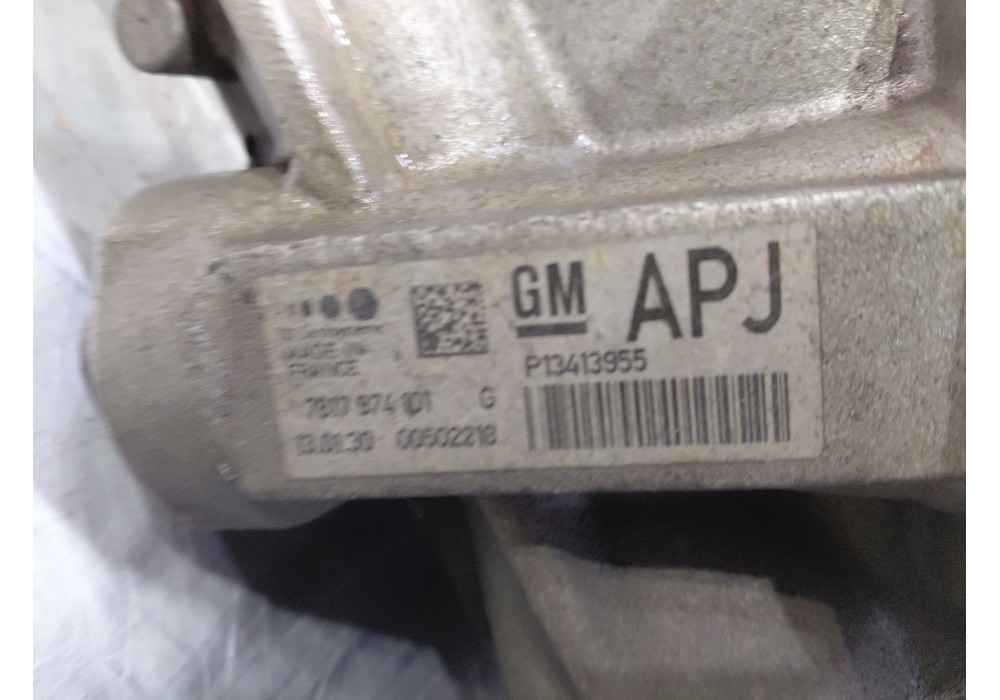 GM APJ
MADE IN
FRANCE
P13413955
7817 974 101 G
13.01.30 00502218